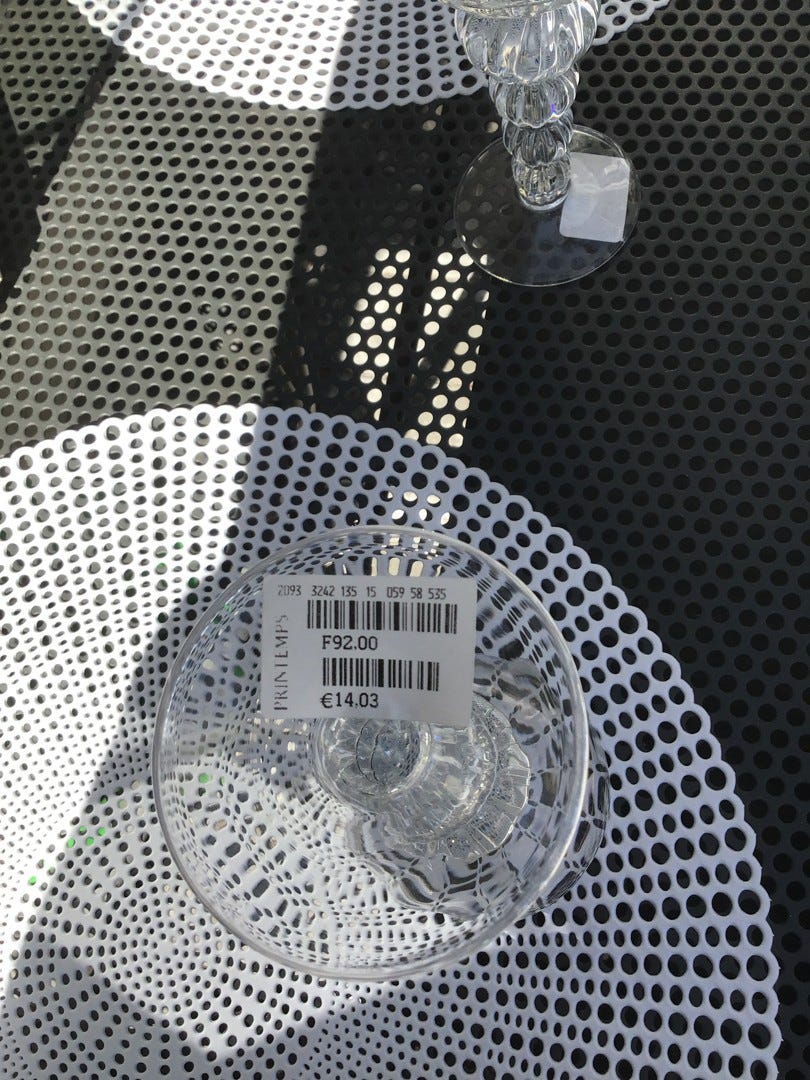 2093 3242 135 15 059 58 535
PRINTEMPS
F92.00
€14.03